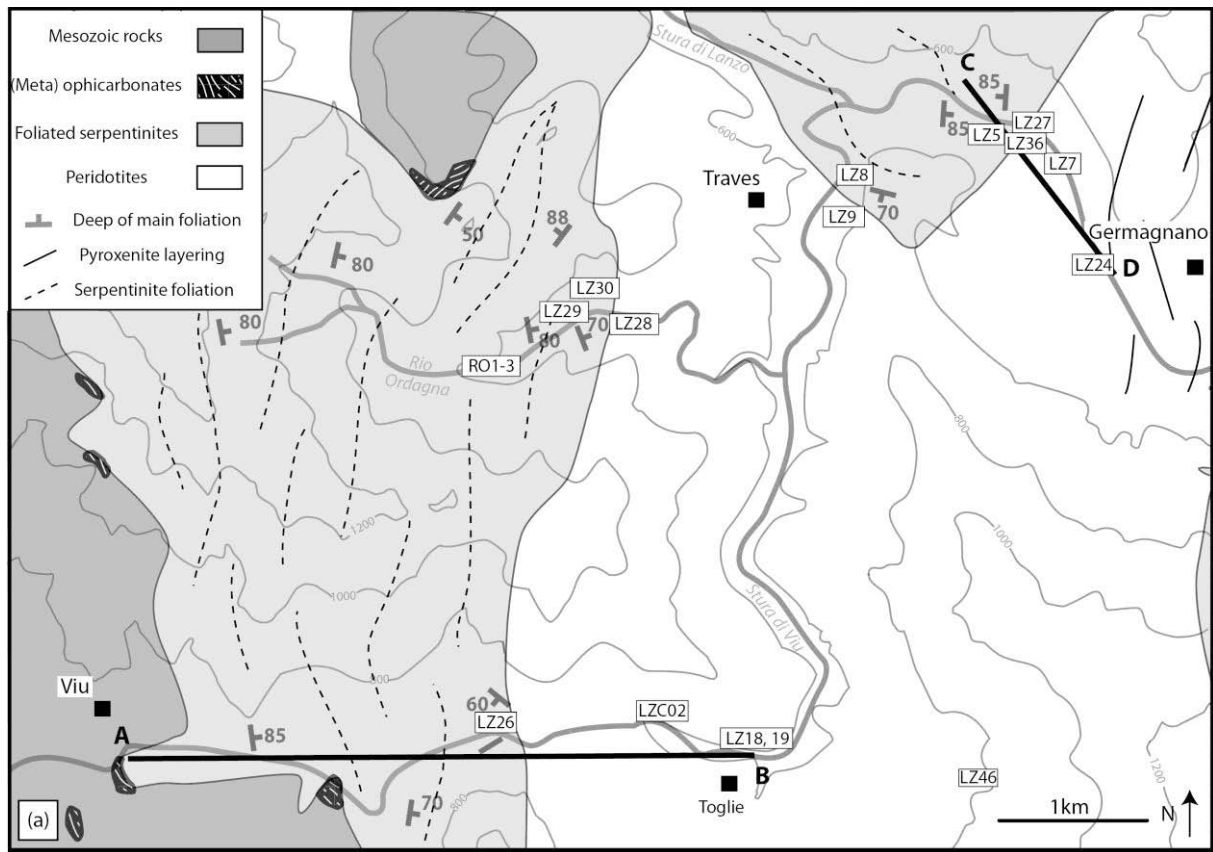 Mesozoic rocks
(Meta) ophicarbonates
Foliated serpentinites
Peridotites
Deep of main foliation
Pyroxenite layering
Serpentinite foliation
Stura di Lanzo
600
C
85
85
LZ27
LZ5
LZ36
LZ7
600
Traves
LZ8
70
LZ9
Germagnano
LZ24
D
50
88
80
80
LZ30
LZ29
80
70
LZ28
RO1-3
Rio
Ordagna
800
1200
1000
1000
Stura di Viu
800
Viu
A
85
60
LZ26
LZC02
LZ18, 19
B
Toglie
70
800
LZ46
1200
1km
N
(a)